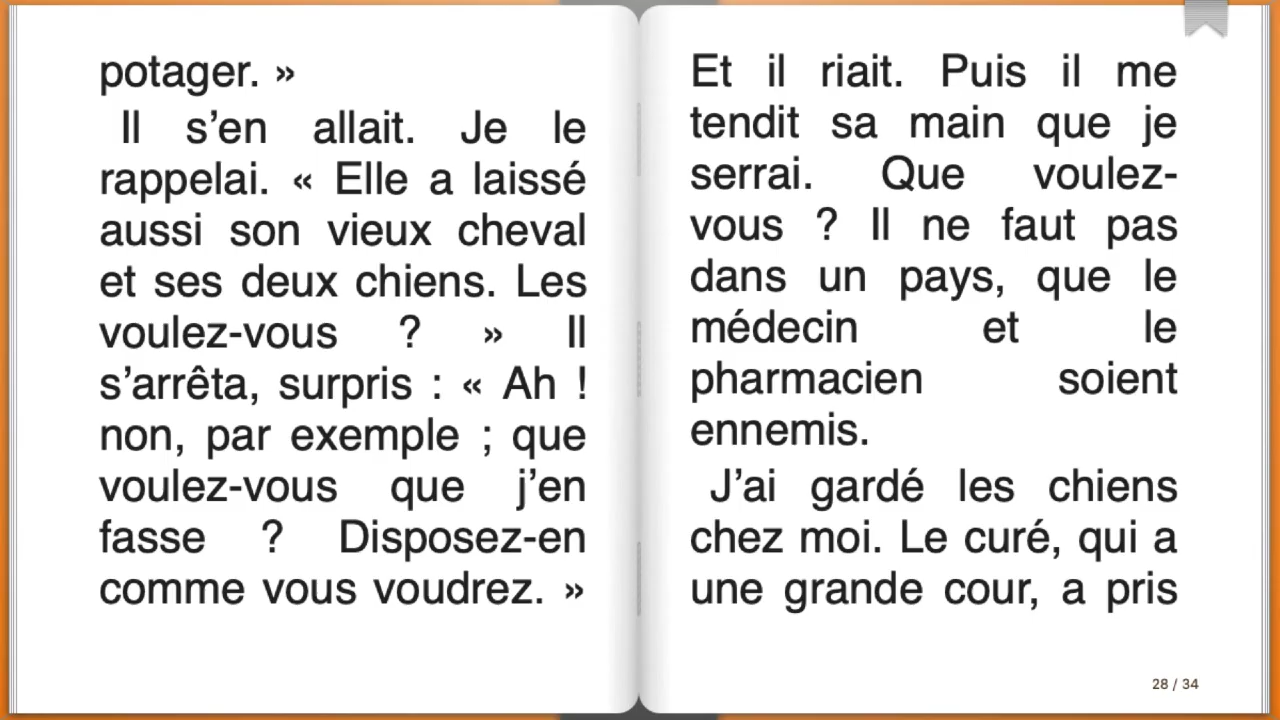 potager. »
Il s’en allait. Je le
rappelai. « Elle a laissé
aussi son vieux cheval
et ses deux chiens. Les
voulez-vous ? » Il
s’arrêta, surpris : « Ah !
non, par exemple ; que
voulez-vous que j’en
fasse ? Disposez-en
comme vous voudrez. »
Et il riait. Puis il me
tendit sa main que je
serrai. Que voulez-
vous ? Il ne faut pas
dans un pays, que le
médecin et le
pharmacien soient
ennemis.
J’ai gardé les chiens
chez moi. Le curé, qui a
une grande cour, a pris
28 / 34